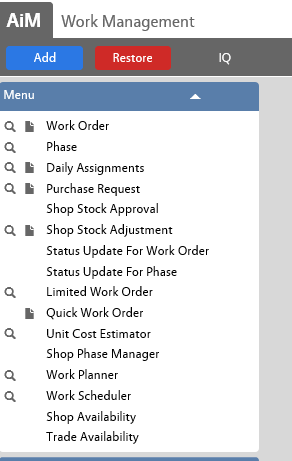 AiM Work Management
Add Restore IQ
Menu
Work Order
Phase
Daily Assignments
Purchase Request
Shop Stock Approval
Shop Stock Adjustment
Status Update For Work Order
Status Update For Phase
Limited Work Order
Quick Work Order
Unit Cost Estimator
Shop Phase Manager
Work Planner
Work Scheduler
Shop Availability
Trade Availability